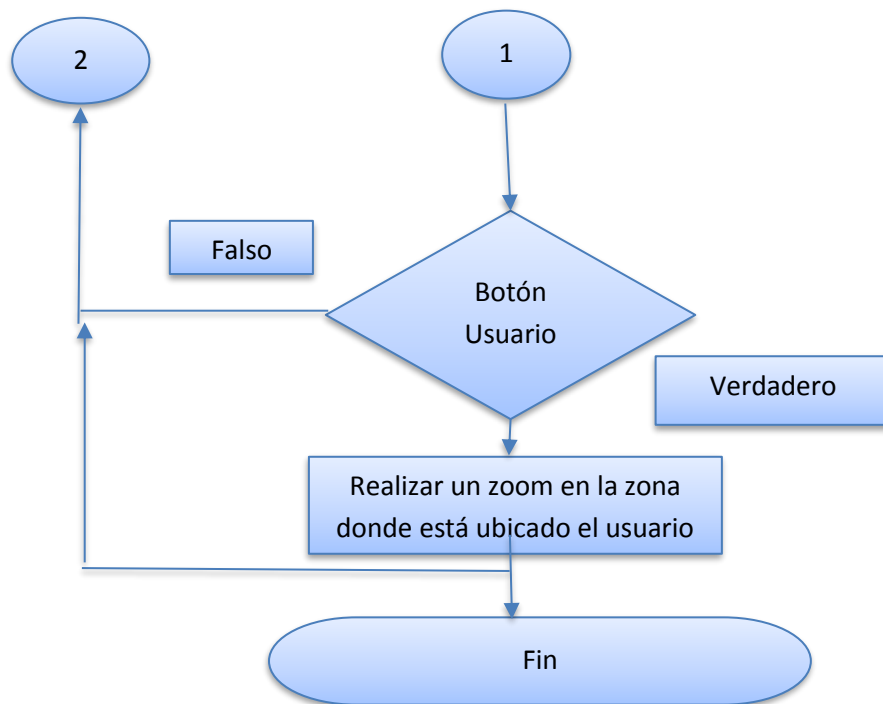 2
1
Falso
Botón
Usuario
Verdadero
Realizar un zoom en la zona
donde está ubicado el usuario
Fin